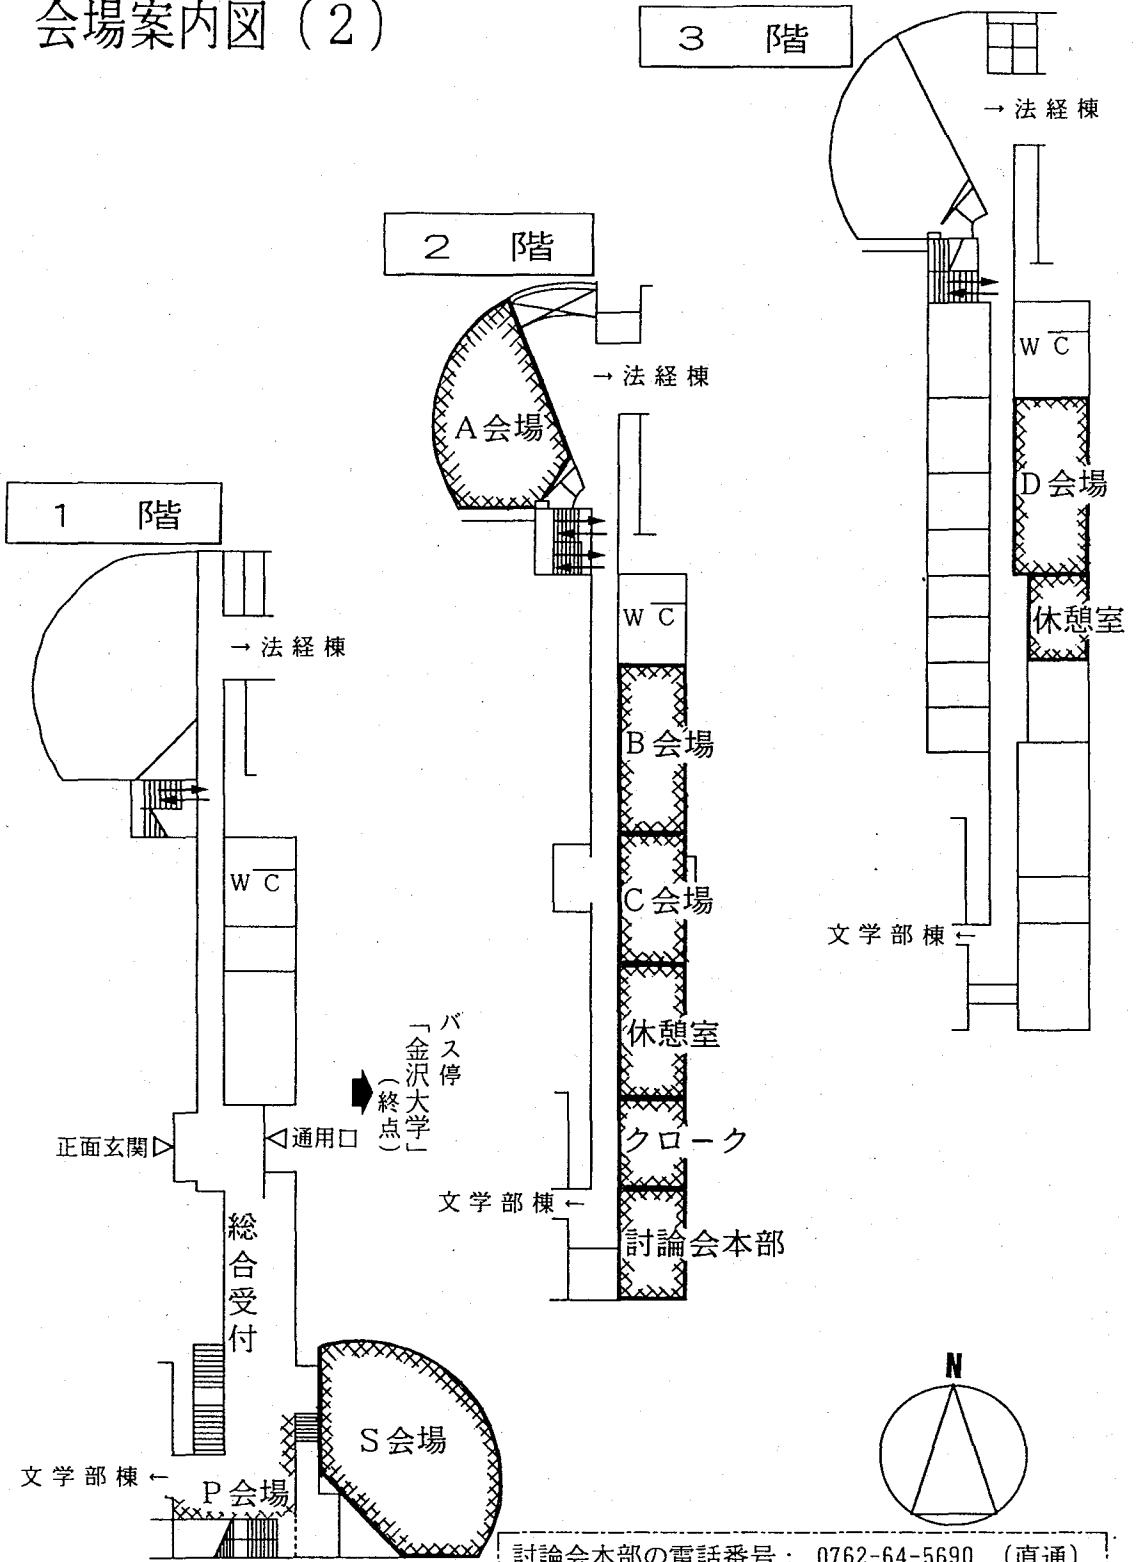 会場案内図（2）
3 階
→法経棟
WC
D会場
休憩室
文学部棟←
2 階
A会場
→法経棟
WC
B会場
C会場
休憩室
クローク
文学部棟←
討論会本部
1 階
→法経棟
WC
バス停
「金沢大学」
（終点）
正面玄関
通用口
総合受付
S会場
文学部棟←
P会場
N
討論会本部の電話番号： 0762-64-5690 （直通）